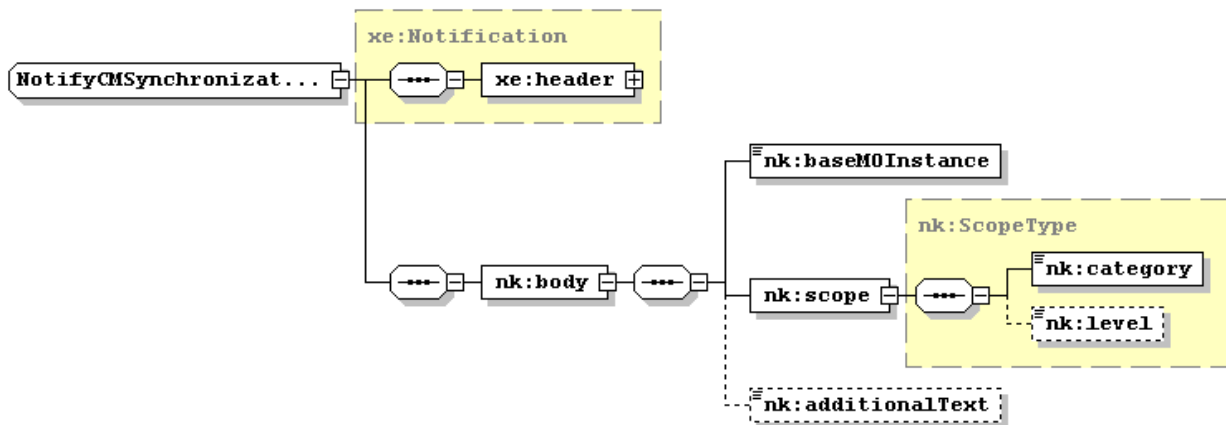 xe:Notification
NotifyCMSynchronizat...
xe:header
nk:baseMOInstance
nk:ScopeType
nk:category
nk:body
nk:scope
nk:level
nk:additionalText